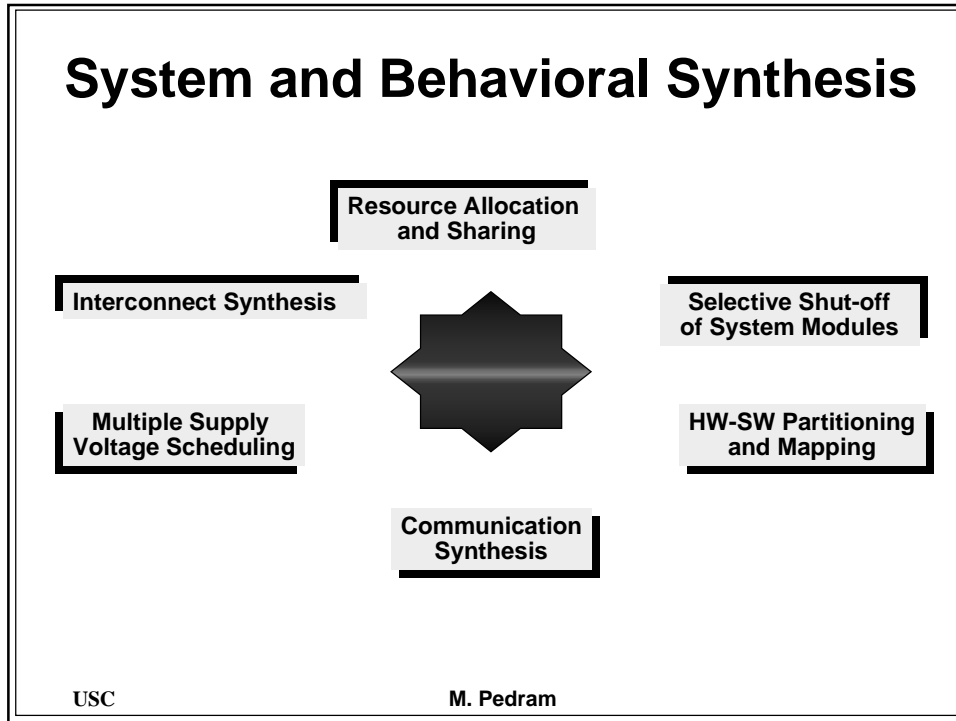 System and Behavioral Synthesis
Resource Allocation
and Sharing
Interconnect Synthesis
Selective Shut-off
of System Modules
Multiple Supply
Voltage Scheduling
HW-SW Partitioning
and Mapping
Communication
Synthesis
USC
M. Pedram